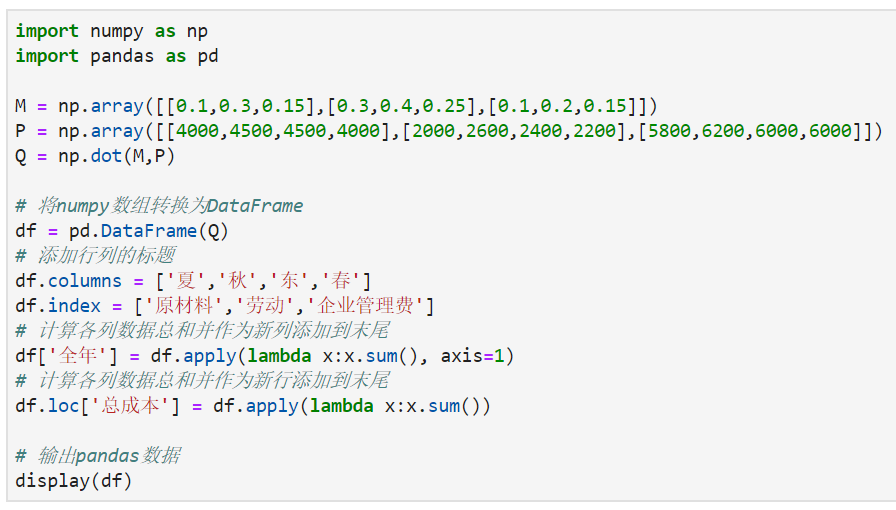 import numpy as np
import pandas as pd
M = np.array([[0.1,0.3,0.15],[0.3,0.4,0.25],[0.1,0.2,0.15]])
P = np.array([[4000,4500,4500,4000],[2000,2600,2400,2200],[5800,6200,6000,6000]])
Q = np.dot(M,P)
# 将numpy数组转换为DataFrame
df = pd.DataFrame(Q)
# 添加行列的标题
df.columns = ['夏','秋','东','春']
df.index = ['原材料','劳动','企业管理费']
# 计算各列数据总和并作为新列添加到末尾
df['全年'] = df.apply(lambda x:x.sum(), axis=1)
# 计算各列数据总和并作为新行添加到末尾
df.loc['总成本'] = df.apply(lambda x:x.sum())
# 输出pandas数据
display(df)